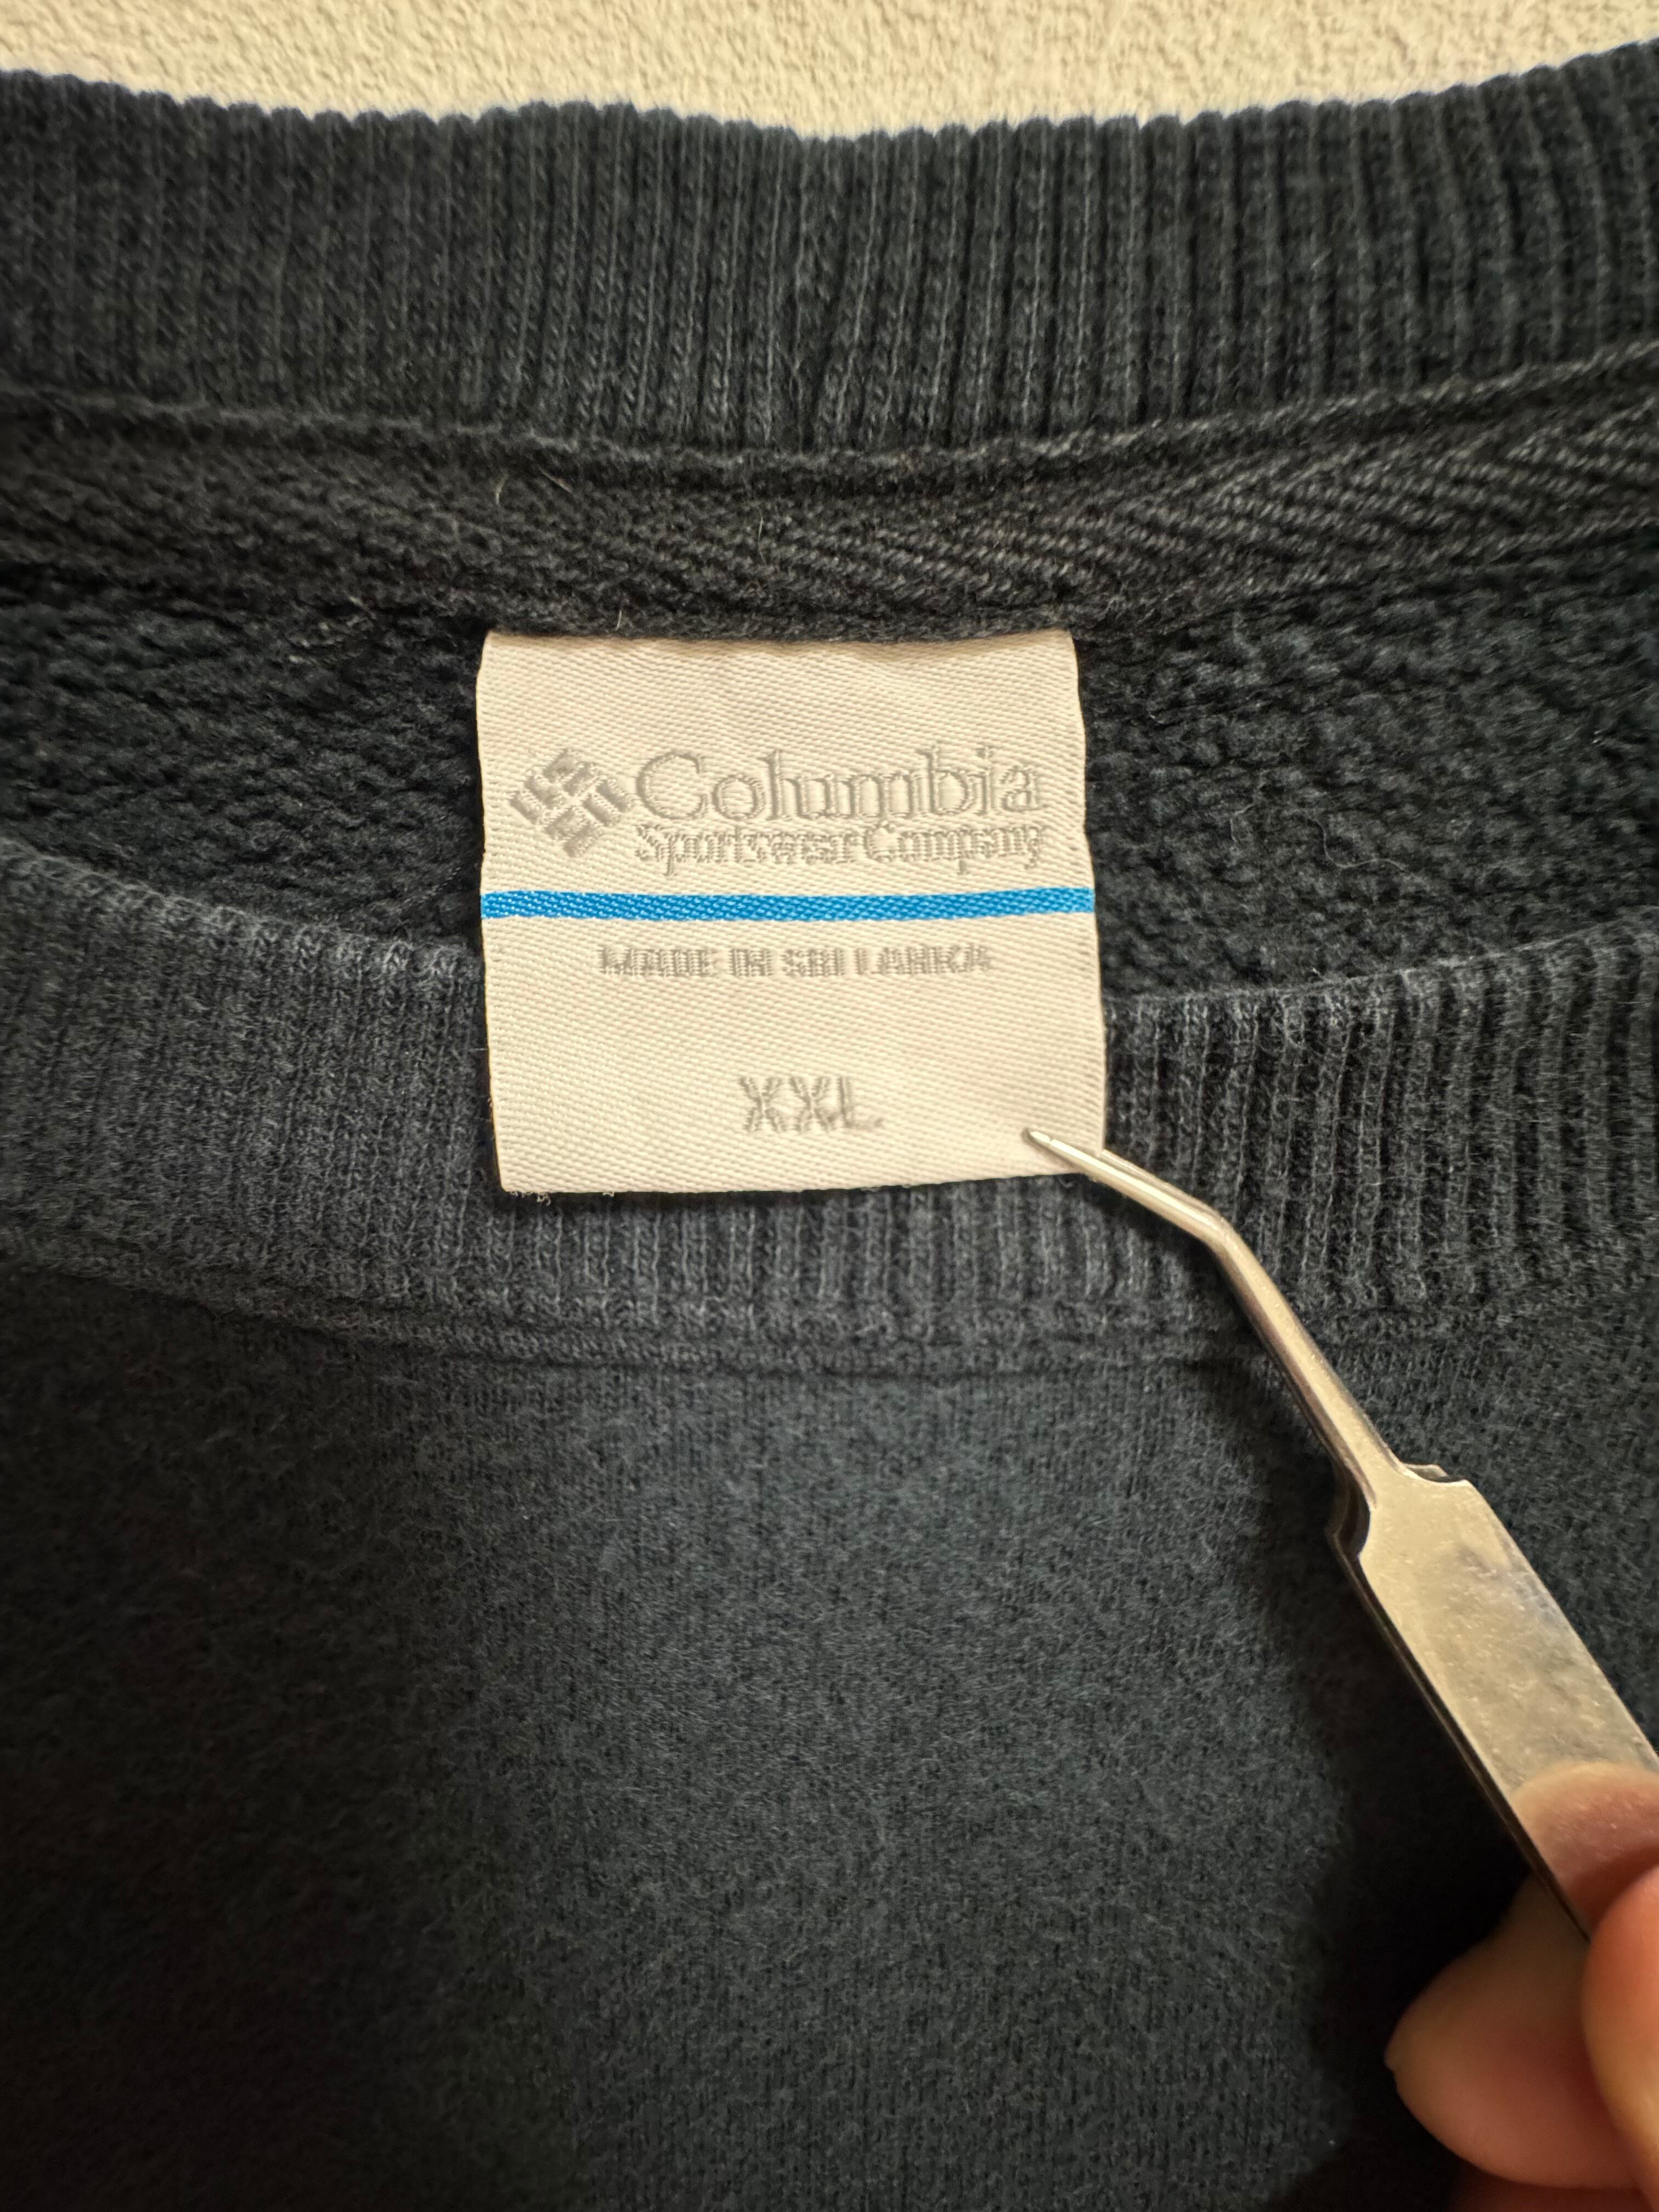 Columbia
Sportswear Company
MADE IN SRI LANKA
XXL